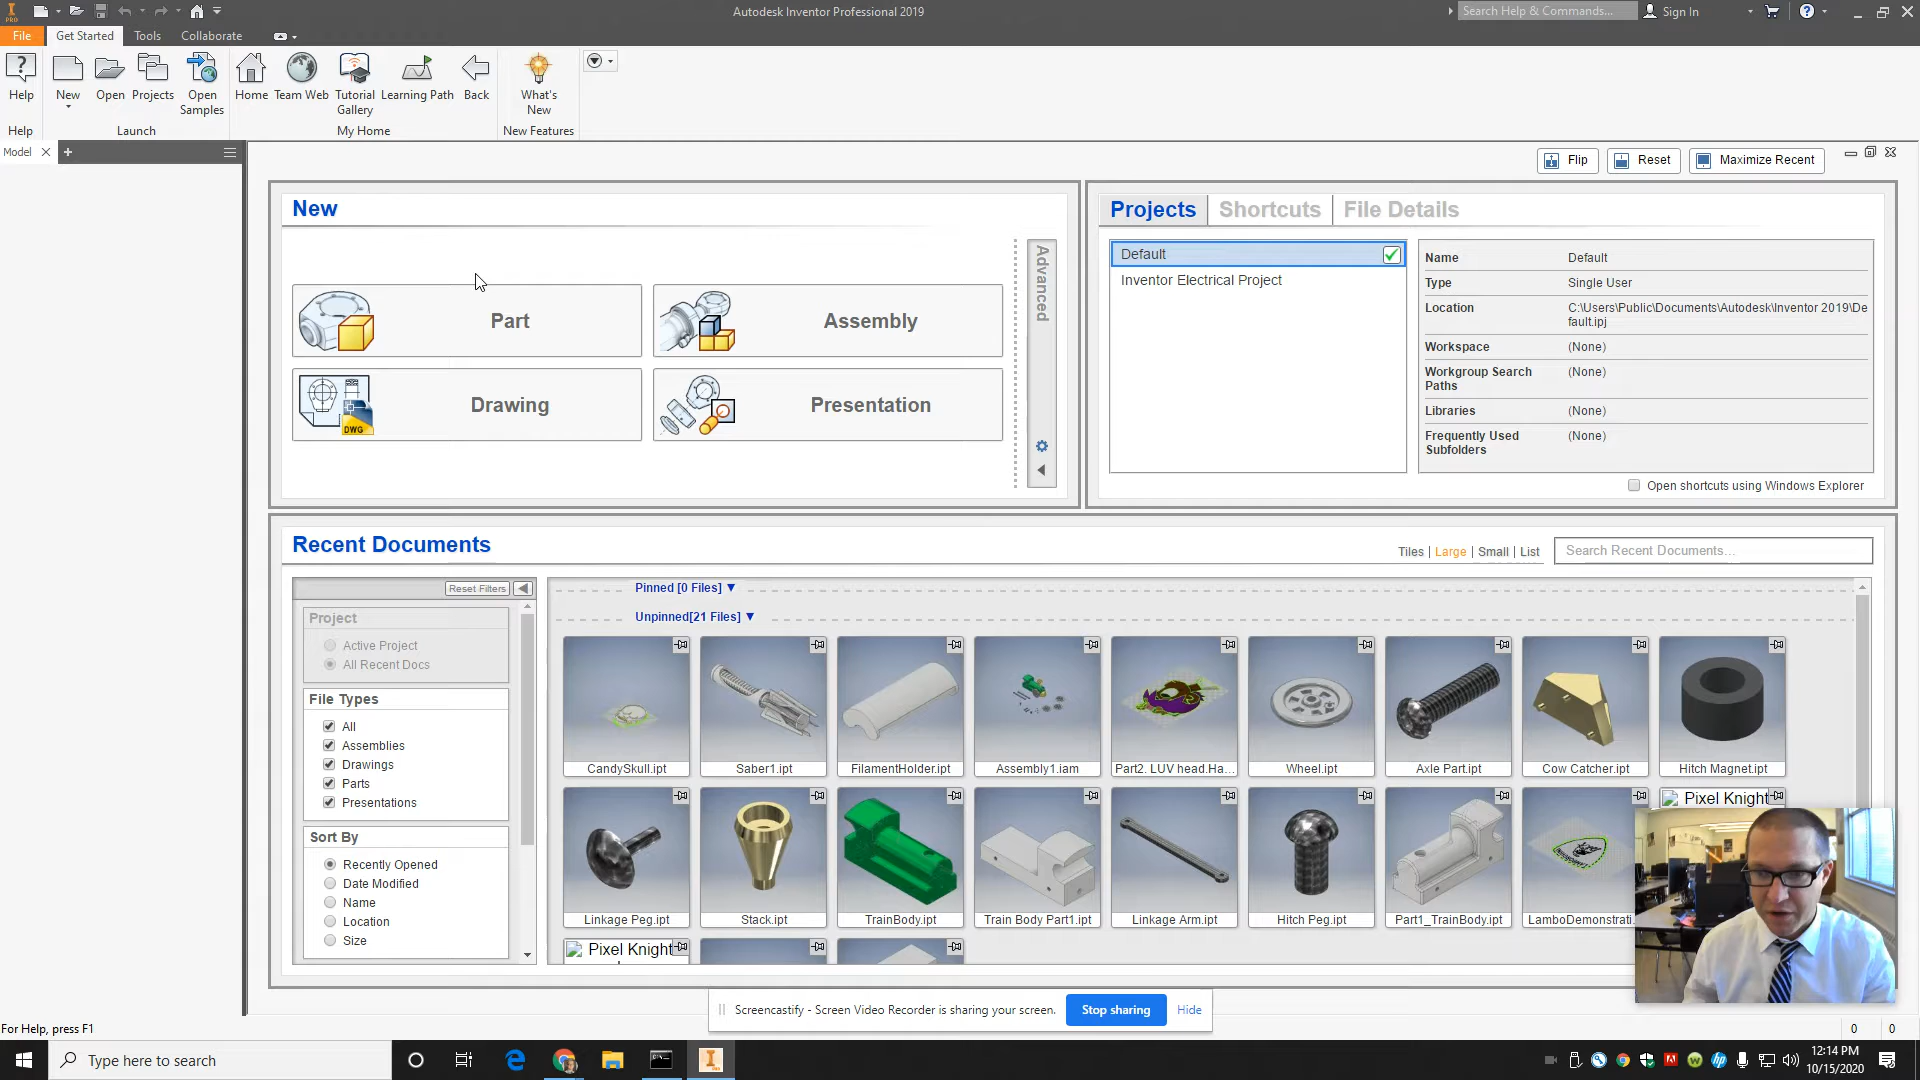 Autodesk Inventor Professional 2019
Search Help & Commands...
Sign In
File
Get Started
Tools
Collaborate
Help
New
Open
Projects
Open Samples
Home
Team Web
Tutorial Gallery
Learning Path
Back
What's New
Help
Launch
My Home
New Features
Model
Flip
Reset
Maximize Recent
New
Part
Assembly
Drawing
Presentation
DWG
Advanced
Projects
Shortcuts
File Details
Default
Inventor Electrical Project
Name Default
Type Single User
Location C:\Users\Public\Documents\Autodesk\Inventor 2019\De
fault.ipj
Workspace (None)
Workgroup Search (None)
Paths
Libraries (None)
Frequently Used (None)
Subfolders
Open shortcuts using Windows Explorer
Recent Documents
Tiles | Large | Small | List
Search Recent Documents...
Reset Filters
Project
Active Project
All Recent Docs
File Types
All
Assemblies
Drawings
Parts
Presentations
Sort By
Recently Opened
Date Modified
Name
Location
Size
Pinned [0 Files]
Unpinned[21 Files]
CandySkull.ipt
Saber1.ipt
FilamentHolder.ipt
Assembly1.iam
Part2. LUV head.Ha...
Wheel.ipt
Axle Part.ipt
Cow Catcher.ipt
Hitch Magnet.ipt
Linkage Peg.ipt
Stack.ipt
TrainBody.ipt
Train Body Part1.ipt
Linkage Arm.ipt
Hitch Peg.ipt
Part1_TrainBody.ipt
LamboDemonstrati
Pixel Knight
Pixel Knight
Screencastify - Screen Video Recorder is sharing your screen.
Stop sharing
Hide
For Help, press F1
0 0
Type here to search
12:14 PM
10/15/2020